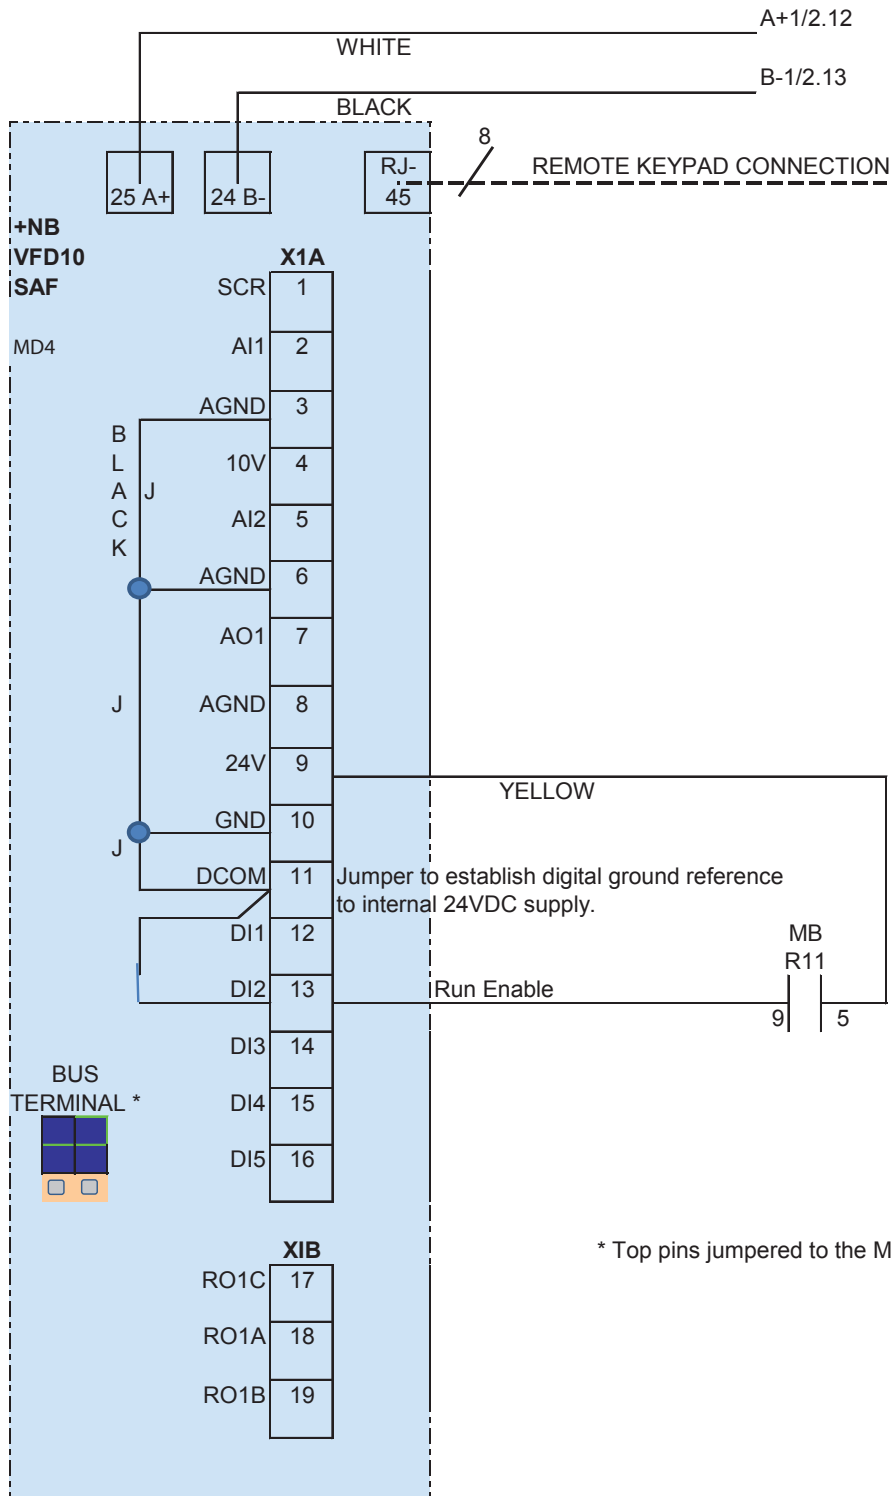 A+1/2.12
WHITE
B-1/2.13
BLACK
8
REMOTE KEYPAD CONNECTION
25 A+
24 B-
RJ-
45
+NB
VFD10
SAF
MD4
X1A
SCR 1
AI1 2
AGND 3
BLACK
J
10V 4
AI2 5
AGND 6
AO1 7
J
AGND 8
24V 9
YELLOW
GND 10
J
DCOM 11
Jumper to establish digital ground reference
to internal 24VDC supply.
DI1 12
MB
R11
DI2 13
Run Enable
9 5
DI3 14
BUS
TERMINAL *
DI4 15
DI5 16
XIB
* Top pins jumpered to the M
RO1C 17
RO1A 18
RO1B 19